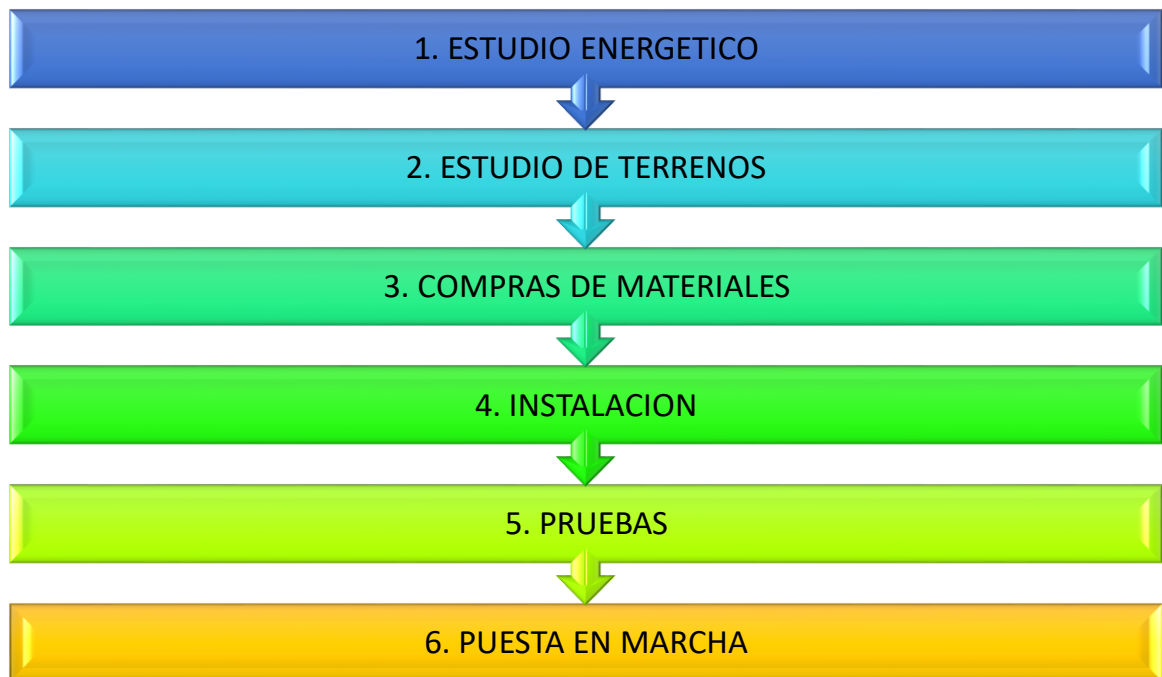 1. ESTUDIO ENERGETICO
2. ESTUDIO DE TERRENOS
3. COMPRAS DE MATERIALES
4. INSTALACION
5. PRUEBAS
6. PUESTA EN MARCHA